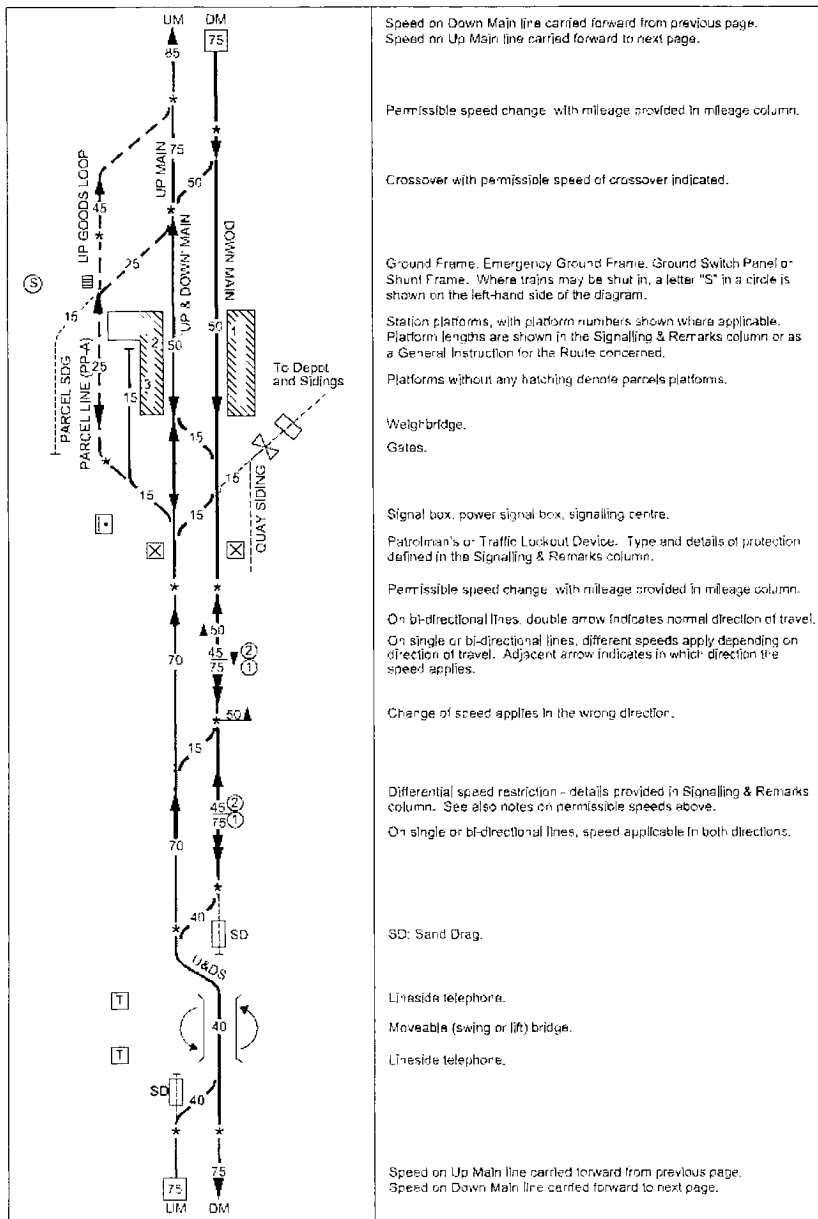 UM DM
85 75
Speed on Down Main line carried forward from previous page.
Speed on Up Main line carried forward to next page.
Permissible speed change, with mileage provided in mileage column.
75
UP MAIN
50
Crossover with permissible speed of crossover indicated.
UP GOODS LOOP
45
25
UP & DOWN MAIN
DOWN MAIN
S
15
Ground Frame, Emergency Ground Frame, Ground Switch Panel or
Shunt Frame. Where trains may be shut in, a letter "S" in a circle is
shown on the left-hand side of the diagram.
50
50
1
2
3
25
15
Station platforms, with platform numbers shown where applicable.
Platform lengths are shown in the Signalling & Remarks column or as
a General Instruction for the Route concerned.
PARCEL SDG
PARCEL LINE (PP-A)
To Depot
and Sidings
Platforms without any hatching denote parcels platforms.
Weighbridge.
15
15
Gates.
15
15
QUAY SIDING
Signal box, power signal box, signalling centre.
Patrolman's or Traffic Lockout Device. Type and details of protection
defined in the Signalling & Remarks column.
Permissible speed change, with mileage provided in mileage column.
On bi-directional lines, double arrow indicates normal direction of travel.
50
70
45 2
75 1
On single or bi-directional lines, different speeds apply depending on
direction of travel. Adjacent arrow indicates in which direction the
speed applies.
50
Change of speed applies in the wrong direction.
15
45 2
75 1
Differential speed restriction - details provided in Signalling & Remarks
column. See also notes on permissible speeds above.
70
On single or bi-directional lines, speed applicable in both directions.
40
SD
SD: Sand Drag.
U&DS
T
Lineside telephone.
40
Moveable (swing or lift) bridge.
T
Lineside telephone.
SD
40
75
75
UM DM
Speed on Up Main line carried forward from previous page.
Speed on Down Main line carried forward to next page.